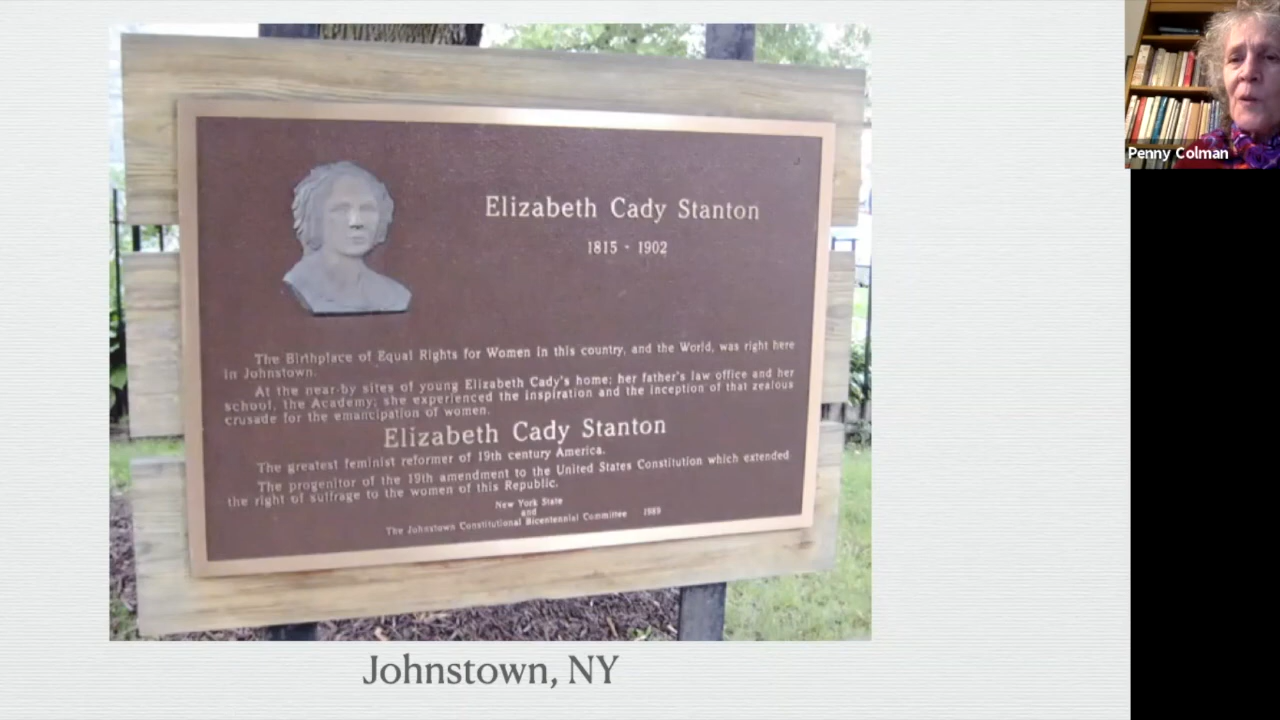 Elizabeth Cady Stanton
1815 - 1902
The Birthplace of Equal Rights for Women in this country, and the World, was right here
in Johnstown.
At the near-by sites of young Elizabeth Cady's home; her father's law office and her
school, the Academy; she experienced the inspiration and the inception of that zealous
crusade for the emancipation of women.
Elizabeth Cady Stanton
The greatest feminist reformer of 19th century America.
The progenitor of the 19th amendment to the United States Constitution which extended
the right of suffrage to the women of this Republic.
New York State
and
The Johnstown Constitutional Bicentennial Committee 1989
Johnstown, NY
Penny Colman